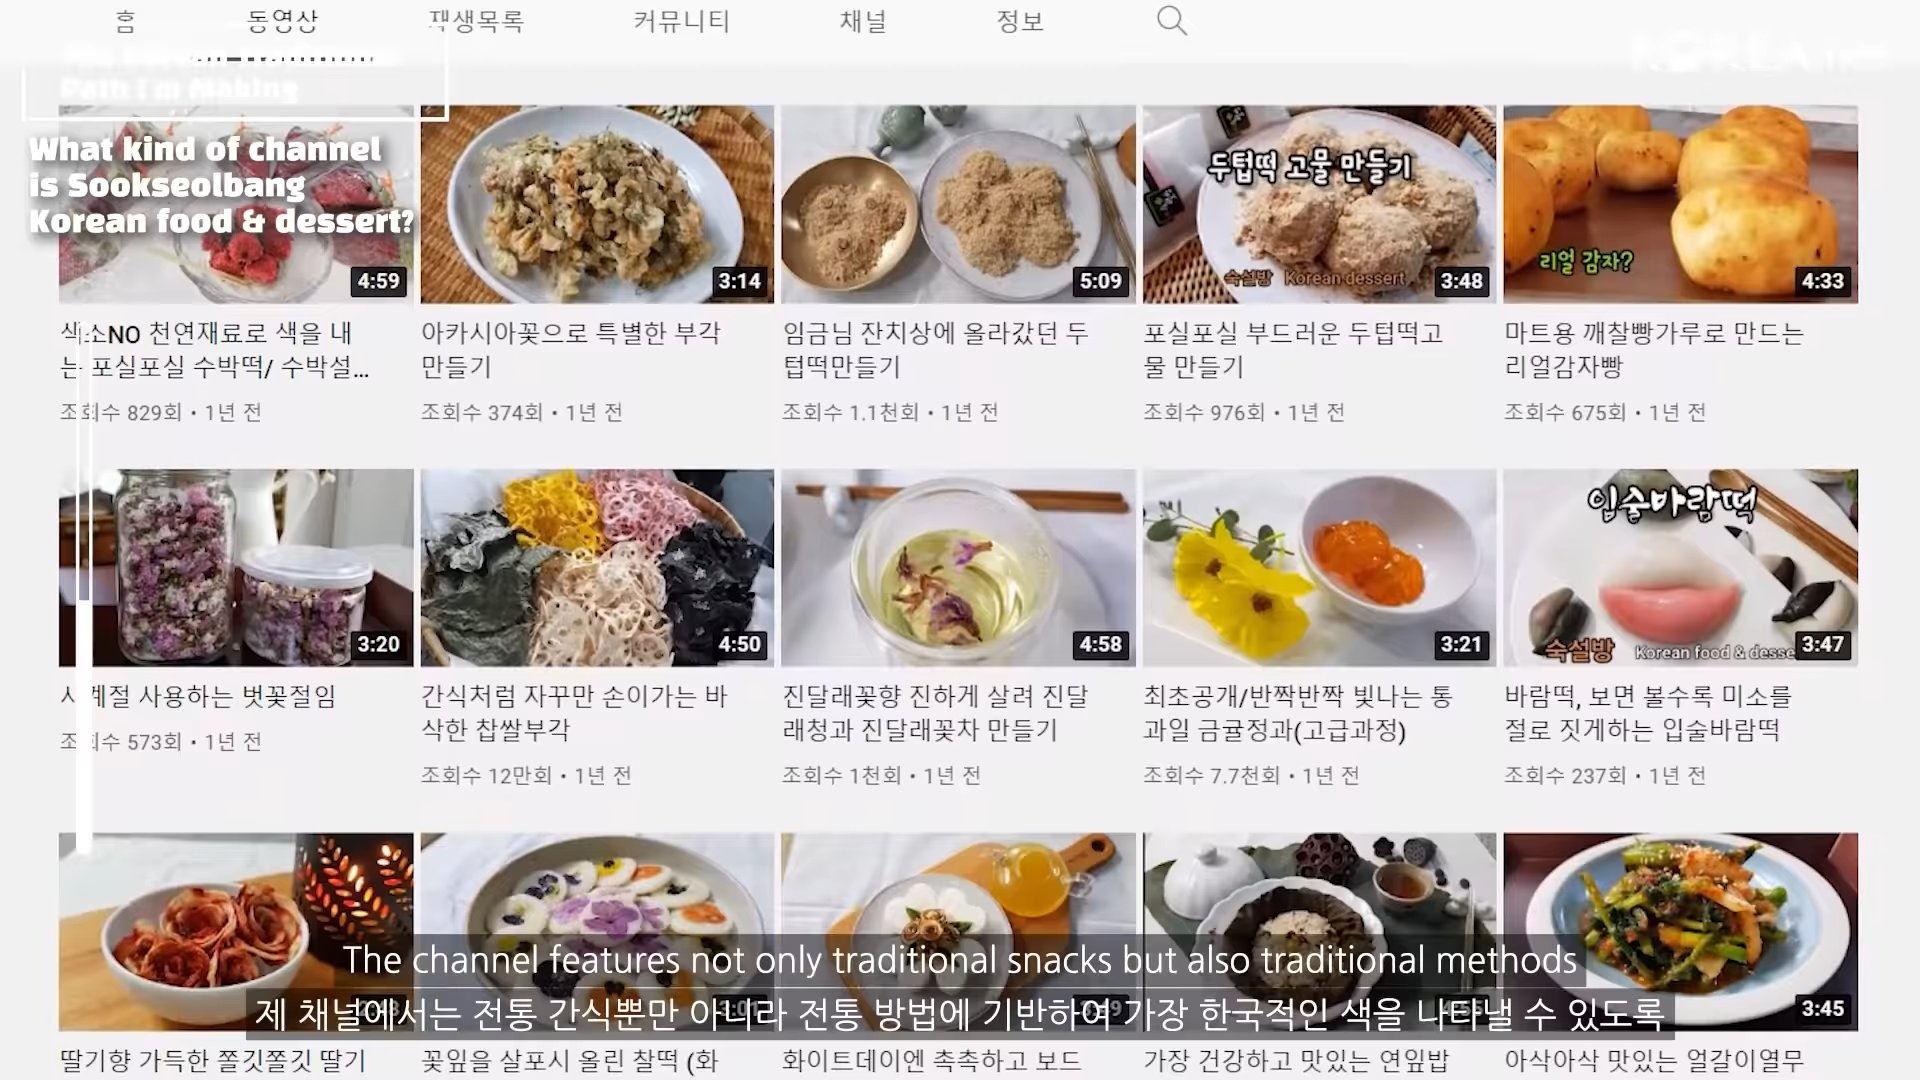 홈 동영상 재생목록 커뮤니티 채널 정보
Path I'm Making
What kind of channel
is Sookseolbang
Korean food & dessert?
4:59
3:14
5:09
두텁떡 고물 만들기
숙설방 Korean dessert
3:48
리얼 감자?
4:33
색소NO 천연재료로 색을 내
는 포실포실 수박떡/ 수박설...
조회수 829회 • 1년 전
아카시아꽃으로 특별한 부각
만들기
조회수 374회 • 1년 전
임금님 잔치상에 올라갔던 두
텁떡만들기
조회수 1.1천회 • 1년 전
포실포실 부드러운 두텁떡고
물 만들기
조회수 976회 • 1년 전
마트용 깨찰빵가루로 만드는
리얼감자빵
조회수 675회 • 1년 전
3:20
4:50
4:58
3:21
입술바람떡
숙설방 Korean food & desse
3:47
사계절 사용하는 벚꽃절임
조회수 573회 • 1년 전
간식처럼 자꾸만 손이가는 바
삭한 찹쌀부각
조회수 12만회 • 1년 전
진달래꽃향 진하게 살려 진달
래청과 진달래꽃차 만들기
조회수 1천회 • 1년 전
최초공개/반짝반짝 빛나는 통
과일 금귤정과(고급과정)
조회수 7.7천회 • 1년 전
바람떡, 보면 볼수록 미소를
절로 짓게하는 입술바람떡
조회수 237회 • 1년 전
3:45
The channel features not only traditional snacks but also traditional methods
제 채널에서는 전통 간식뿐만 아니라 전통 방법에 기반하여 가장 한국적인 색을 나타낼 수 있도록
딸기향 가득한 쫄깃쫄깃 딸기
꽃잎을 살포시 올린 찰떡 (화
화이트데이엔 촉촉하고 보드
가장 건강하고 맛있는 연잎밥
아삭아삭 맛있는 얼갈이열무